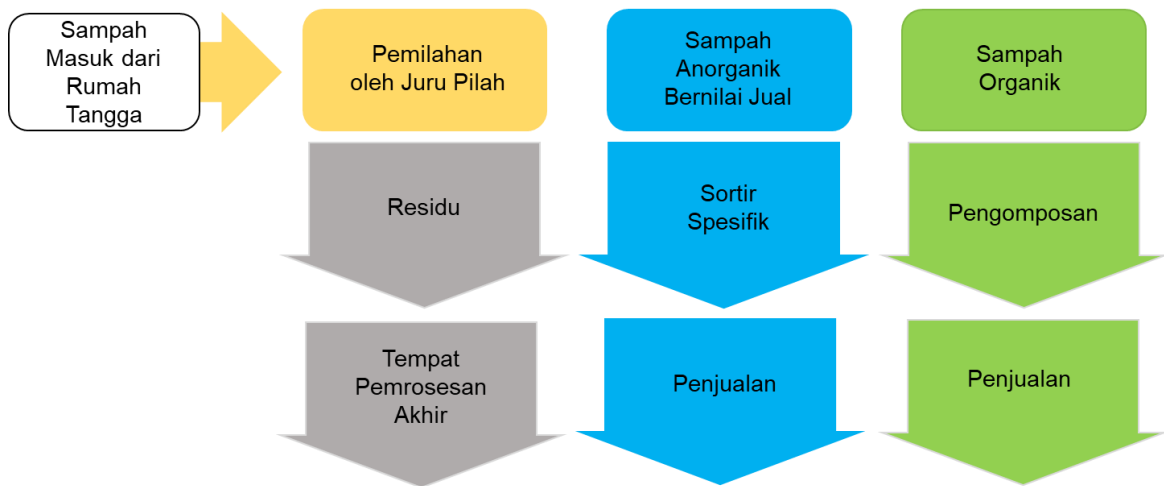 Sampah
Masuk dari
Rumah
Tangga
Pemilahan
oleh Juru Pilah
Sampah
Anorganik
Bernilai Jual
Sampah
Organik
Residu
Sortir
Spesifik
Pengomposan
Tempat
Pemrosesan
Akhir
Penjualan
Penjualan